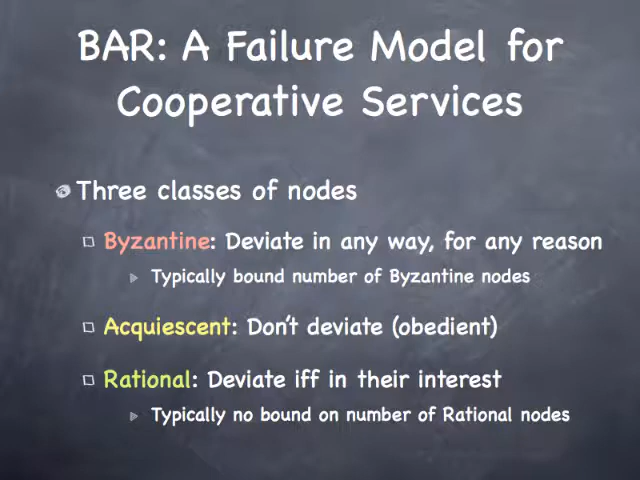 BAR: A Failure Model for
Cooperative Services
Three classes of nodes
Byzantine: Deviate in any way, for any reason
Typically bound number of Byzantine nodes
Acquiescent: Don't deviate (obedient)
Rational: Deviate iff in their interest
Typically no bound on number of Rational nodes